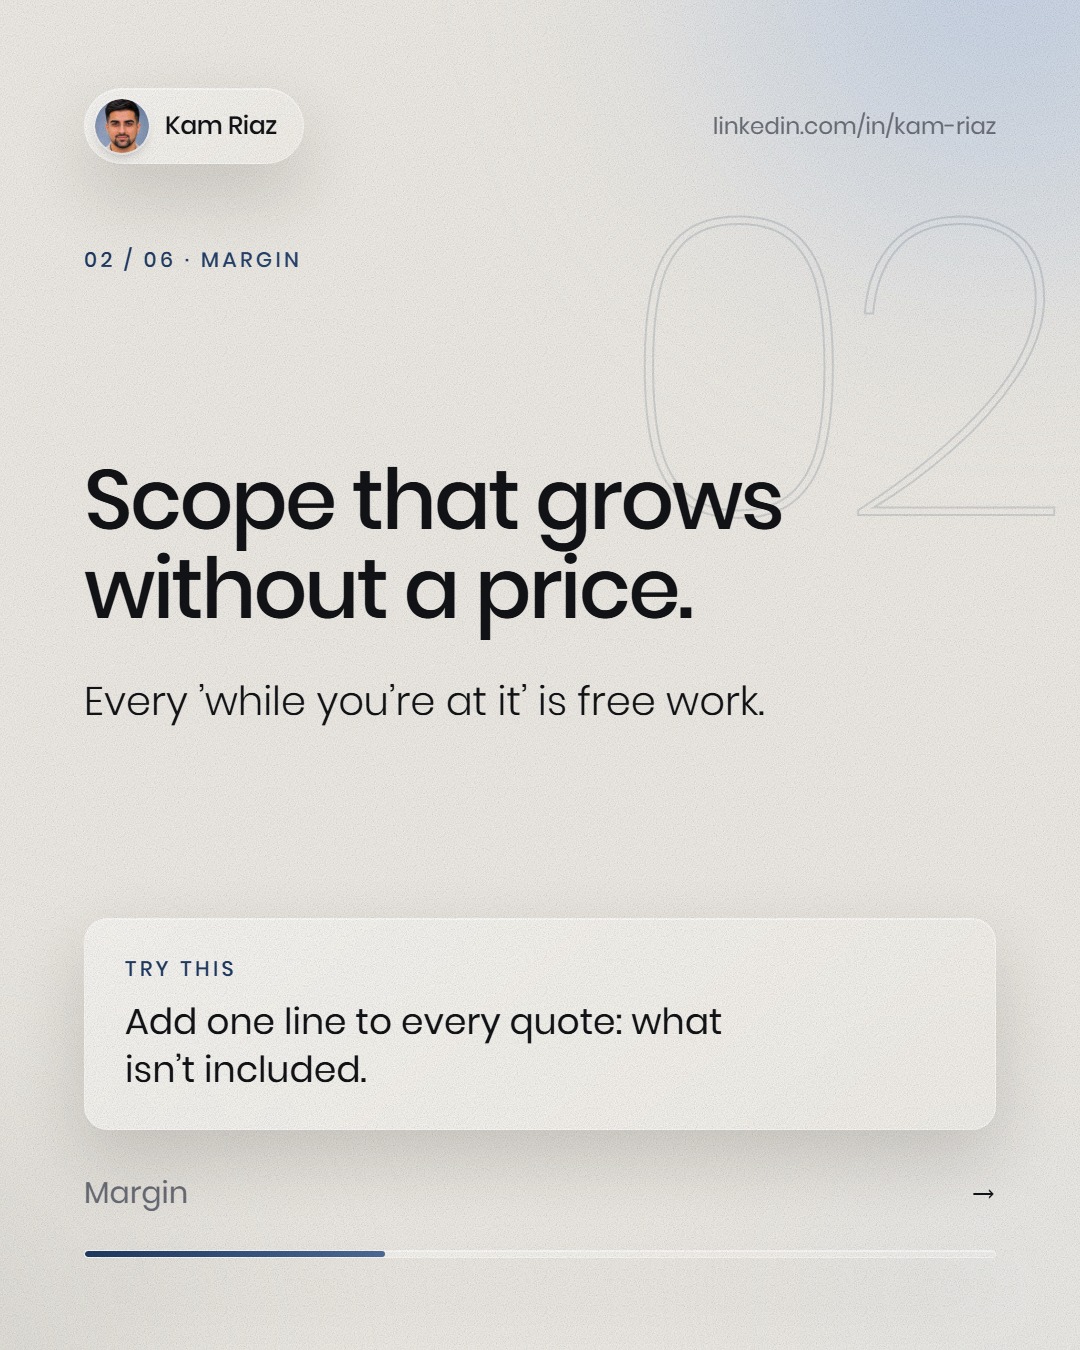 Kam Riaz
linkedin.com/in/kam-riaz
02 / 06 · MARGIN
02
Scope that grows
without a price.
Every ’while you’re at it’ is free work.
TRY THIS
Add one line to every quote: what
isn’t included.
Margin
→